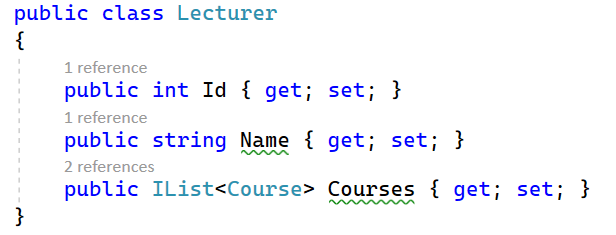 public class Lecturer
{
1 reference
public int Id { get; set; }
1 reference
public string Name { get; set; }
2 references
public IList<Course> Courses { get; set; }
}